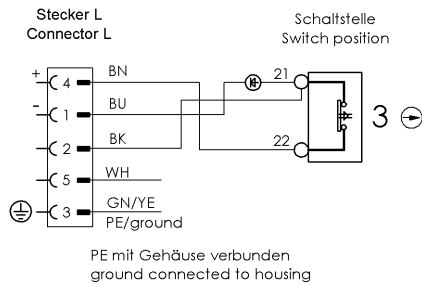 Stecker L
Connector L
Schaltstelle
Switch position
+
4
BN
21
-
1
BU
2
BK
3
22
5
WH
3
GN/YE
PE/ground
PE mit Gehäuse verbunden
ground connected to housing